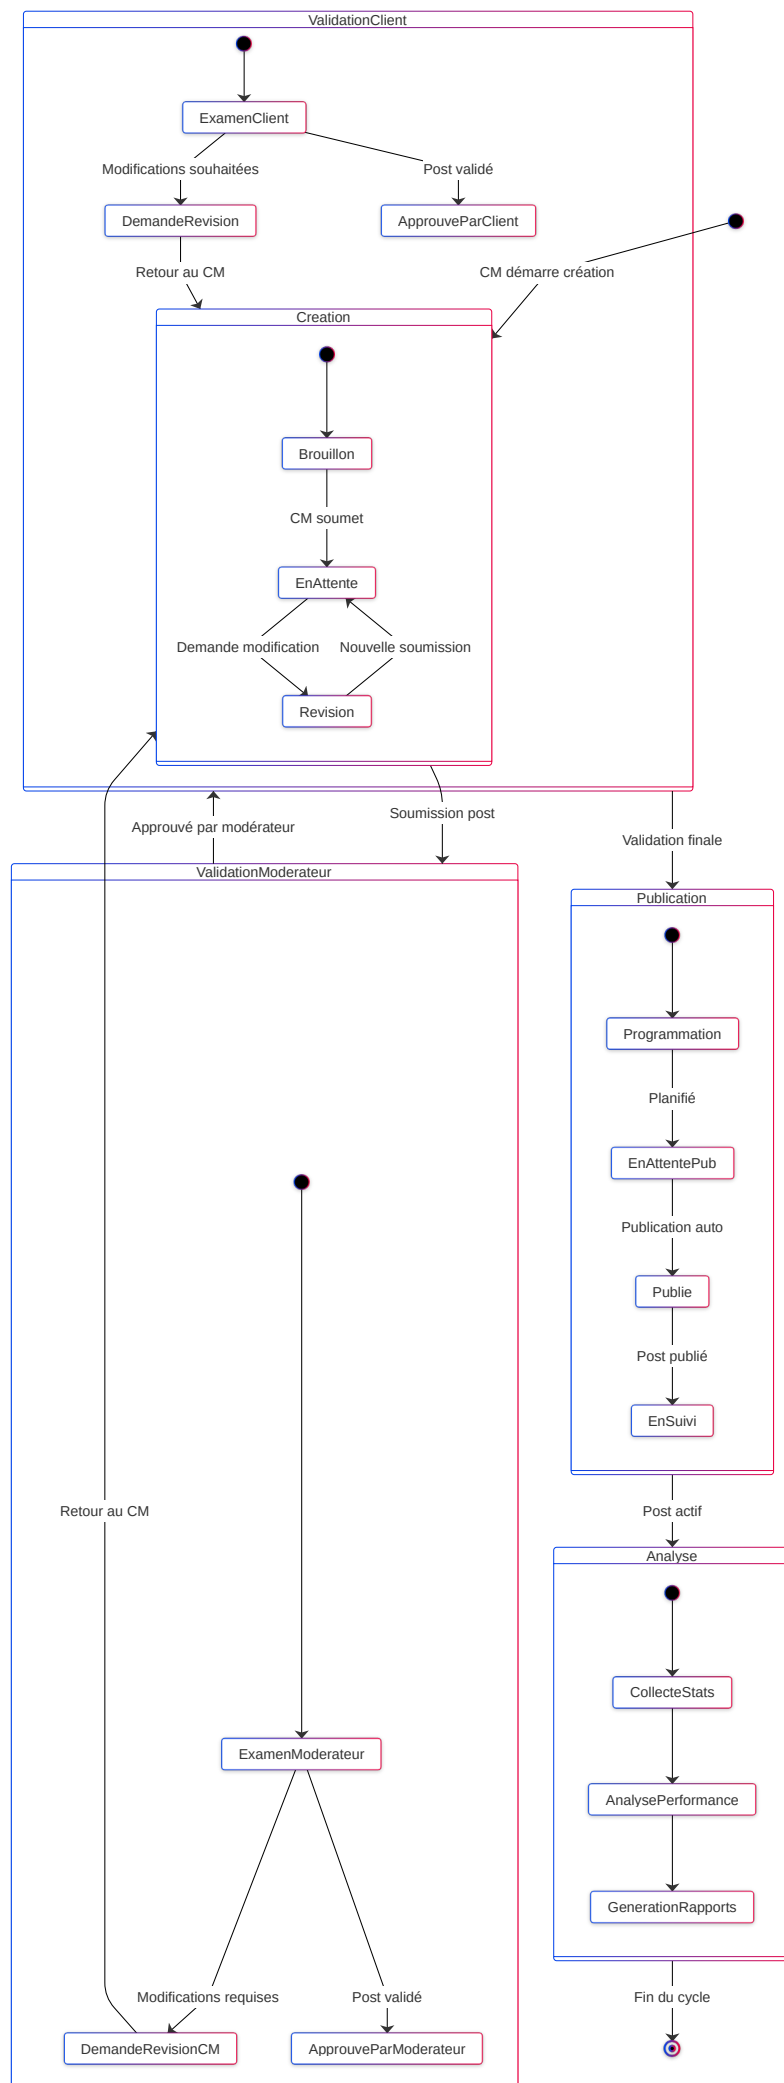 ValidationClient
ExamenClient
Modifications souhaitées
Post validé
DemandeRevision
ApprouveParClient
Retour au CM
CM démarre création
Creation
Brouillon
CM soumet
EnAttente
Demande modification
Nouvelle soumission
Revision
Soumission post
Approuvé par modérateur
Validation finale
ValidationModerateur
Publication
Programmation
Planifié
EnAttentePub
Publication auto
Publie
Post publié
EnSuivi
Retour au CM
Post actif
Analyse
CollecteStats
ExamenModerateur
AnalysePerformance
GenerationRapports
Modifications requises
Post validé
Fin du cycle
DemandeRevisionCM
ApprouveParModerateur